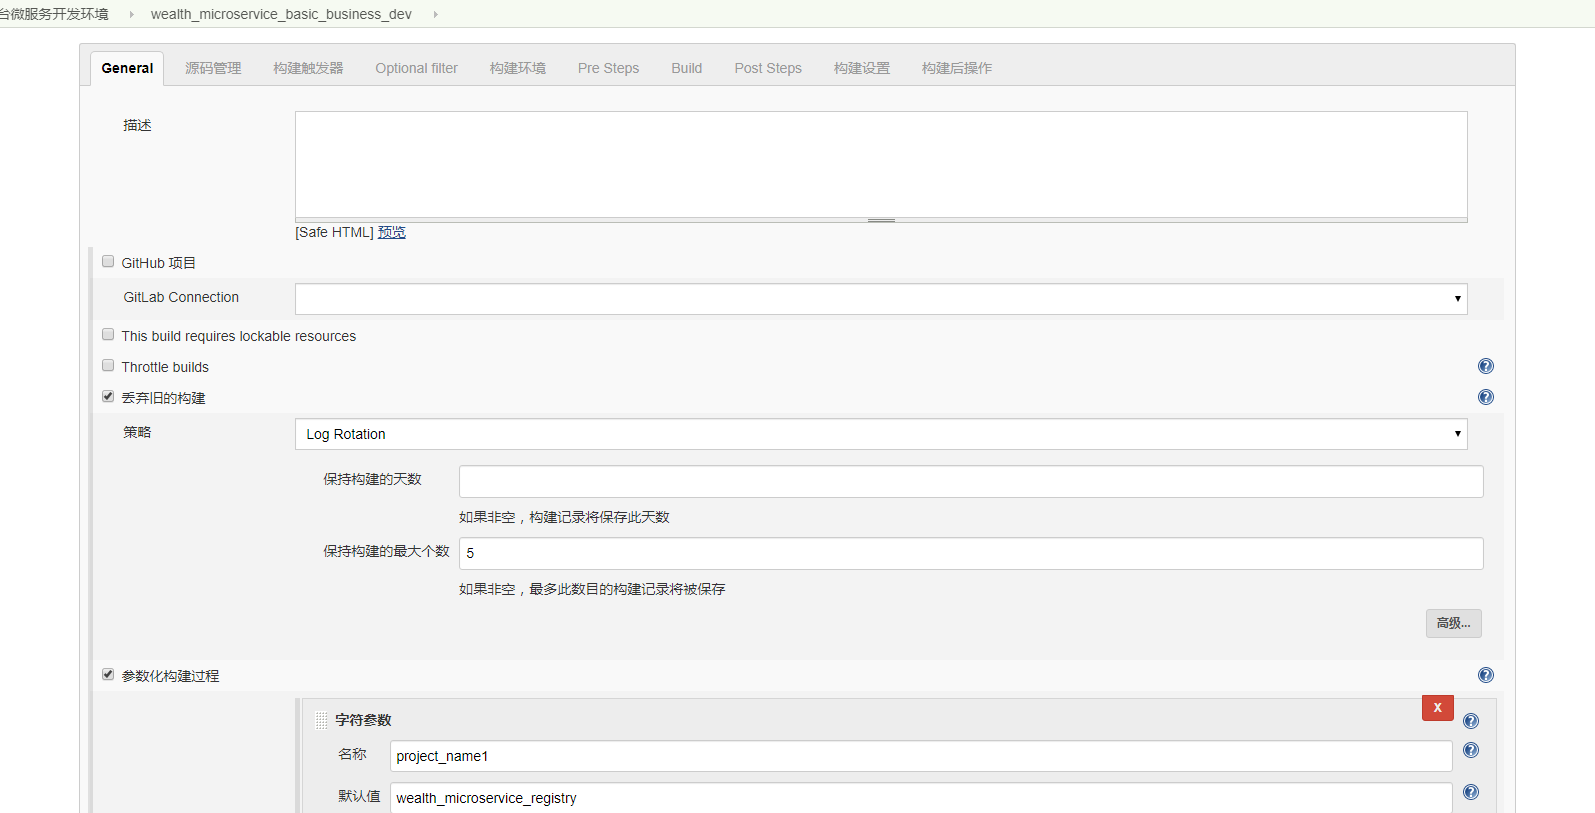 台微服务开发环境 wealth_microservice_basic_business_dev
General 源码管理 构建触发器 Optional filter 构建环境 Pre Steps Build Post Steps 构建设置 构建后操作
描述
[Safe HTML] 预览
GitHub 项目
GitLab Connection
This build requires lockable resources
Throttle builds
丢弃旧的构建
策略 Log Rotation
保持构建的天数
如果非空，构建记录将保存此天数
保持构建的最大个数 5
如果非空，最多此数目的构建记录将被保存
高级...
参数化构建过程
X
字符参数
名称 project_name1
默认值 wealth_microservice_registry